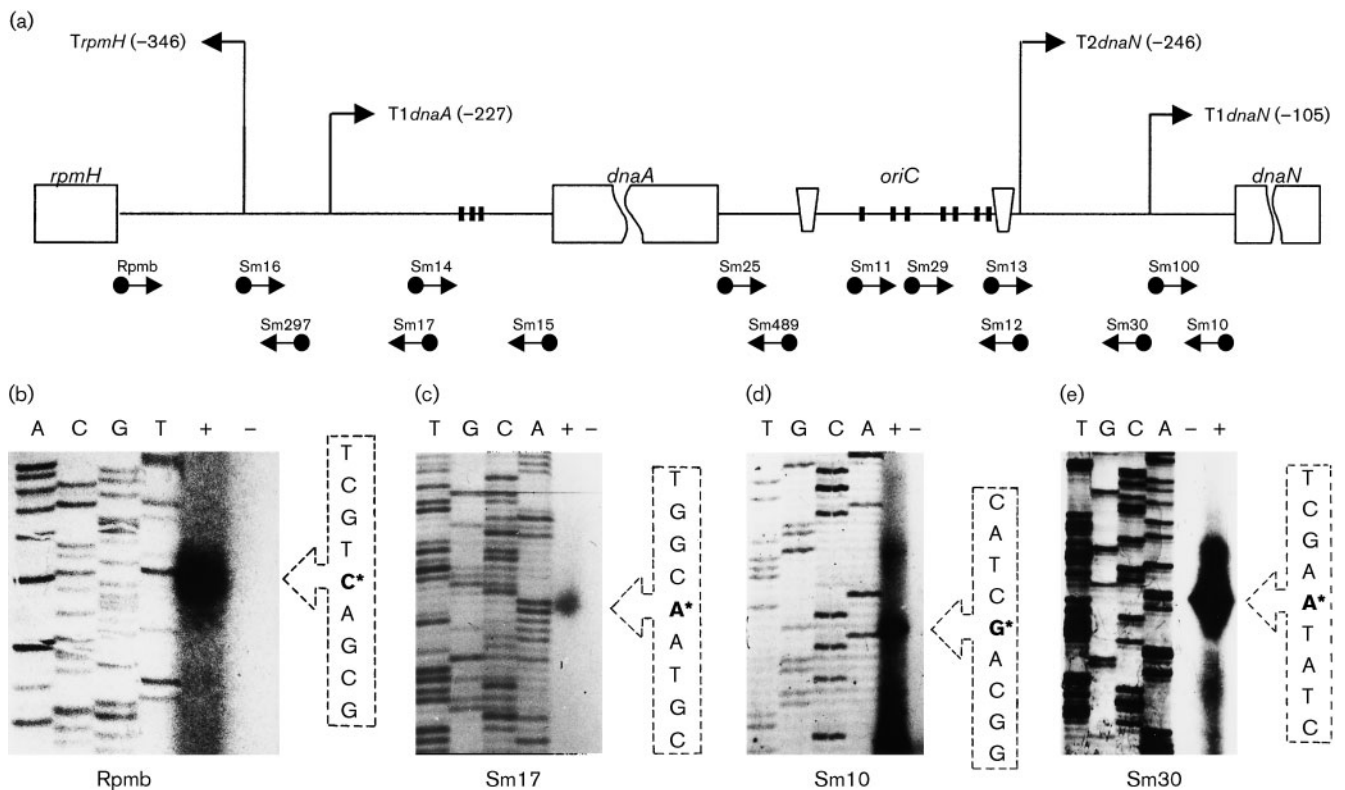 (a)
TrpmH (−346)
T1dnaA (−227)
T2dnaN (−246)
T1dnaN (−105)
rpmH
dnaA
oriC
dnaN
Rpmb
Sm16
Sm14
Sm25
Sm11
Sm29
Sm13
Sm100
Sm297
Sm17
Sm15
Sm489
Sm12
Sm30
Sm10
(b)
A C G T + −
T
C
G
T
C*
A
G
C
G
Rpmb
(c)
T G C A + −
T
G
G
C
A*
A
T
G
C
Sm17
(d)
T G C A + −
C
A
T
C
G*
A
C
G
G
Sm10
(e)
T G C A − +
T
C
G
A
A*
T
A
T
C
Sm30